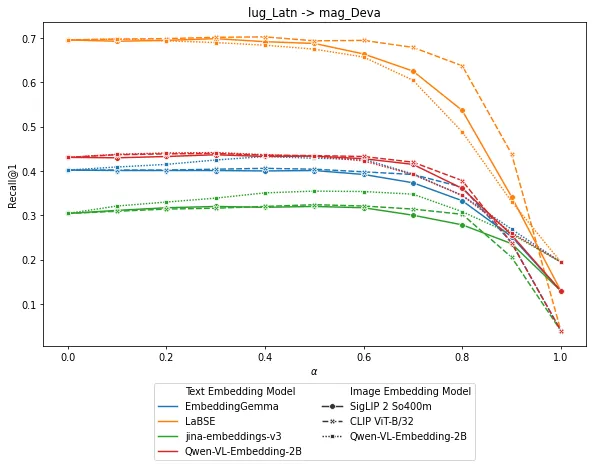 lug_Latn -> mag_Deva
Recall@1
0.7
0.6
0.5
0.4
0.3
0.2
0.1
0.0 0.2 0.4 0.6 0.8 1.0
α
Text Embedding Model
EmbeddingGemma
LaBSE
jina-embeddings-v3
Qwen-VL-Embedding-2B
Image Embedding Model
SigLIP 2 So400m
CLIP ViT-B/32
Qwen-VL-Embedding-2B